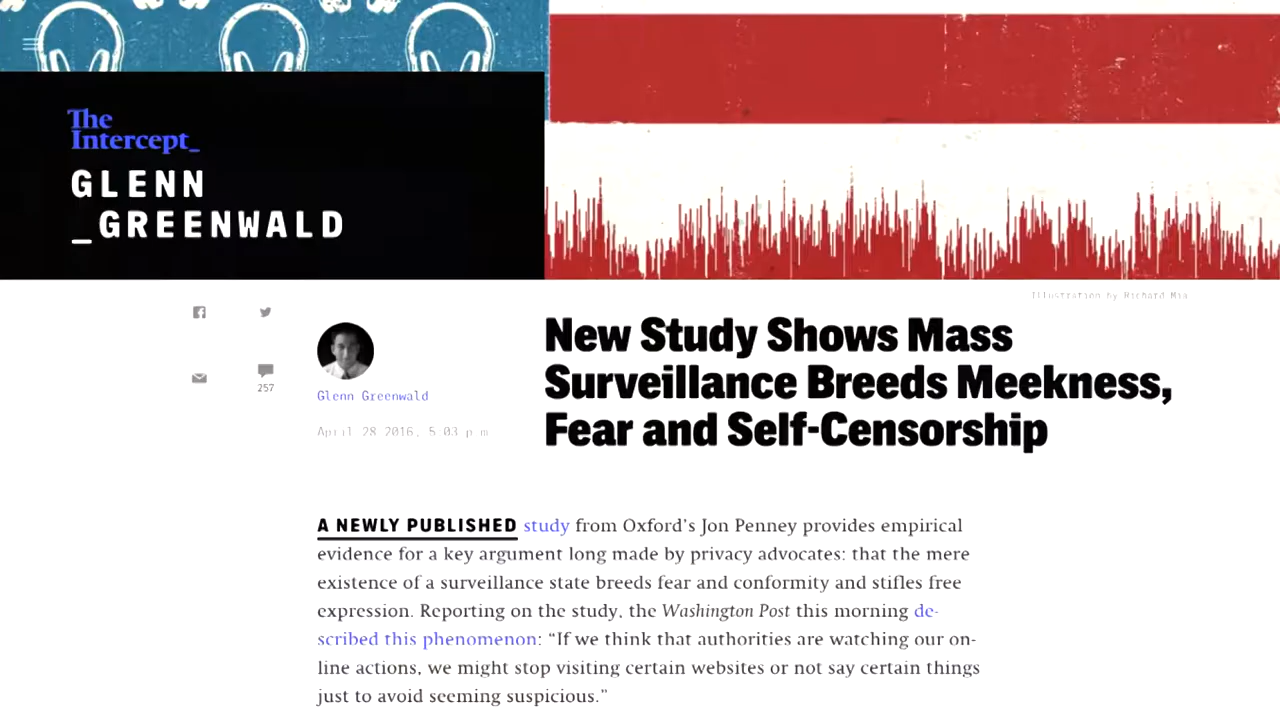 The
Intercept_
GLENN
_GREENWALD
Illustration by Richard Mia
257
Glenn Greenwald
April 28 2016, 5 03 p m
New Study Shows Mass
Surveillance Breeds Meekness,
Fear and Self-Censorship
A NEWLY PUBLISHED study from Oxford’s Jon Penney provides empirical
evidence for a key argument long made by privacy advocates: that the mere
existence of a surveillance state breeds fear and conformity and stifles free
expression. Reporting on the study, the Washington Post this morning de-
scribed this phenomenon: “If we think that authorities are watching our on-
line actions, we might stop visiting certain websites or not say certain things
just to avoid seeming suspicious.”